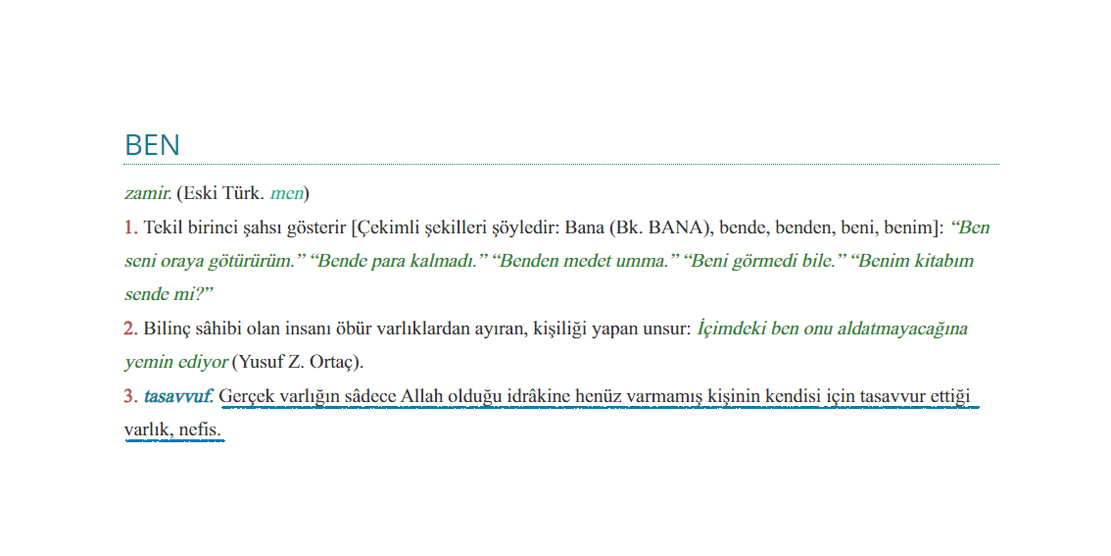 BEN
zamir. (Eski Türk. men)
1. Tekil birinci şahsı gösterir [Çekimli şekilleri şöyledir: Bana (Bk. BANA), bende, benden, beni, benim]: “Ben
seni oraya götürürüm.” “Bende para kalmadı.” “Benden medet umma.” “Beni görmedi bile.” “Benim kitabım
sende mi?”
2. Bilinç sâhibi olan insanı öbür varlıklardan ayıran, kişiliği yapan unsur: İçimdeki ben onu aldatmayacağına
yemin ediyor (Yusuf Z. Ortaç).
3. tasavvuf. Gerçek varlığın sâdece Allah olduğu idrâkine henüz varmamış kişinin kendisi için tasavvur ettiği
varlık, nefis.